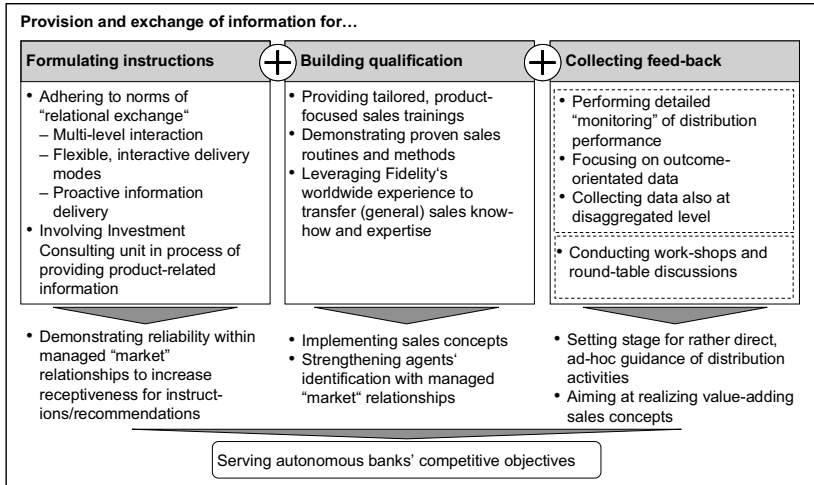 Provision and exchange of information for…
Formulating instructions
• Adhering to norms of
“relational exchange“
– Multi-level interaction
– Flexible, interactive delivery
modes
– Proactive information
delivery
• Involving Investment
Consulting unit in process of
providing product-related
information
• Demonstrating reliability within
managed “market”
relationships to increase
receptiveness for instruct-
ions/recommendations
+
Building qualification
• Providing tailored, product-
focused sales trainings
• Demonstrating proven sales
routines and methods
• Leveraging Fidelity‘s
worldwide experience to
transfer (general) sales know-
how and expertise
• Implementing sales concepts
• Strengthening agents‘
identification with managed
“market“ relationships
+
Collecting feed-back
• Performing detailed
“monitoring” of distribution
performance
• Focusing on outcome-
orientated data
• Collecting data also at
disaggregated level
• Conducting work-shops and
round-table discussions
• Setting stage for rather direct,
ad-hoc guidance of distribution
activities
• Aiming at realizing value-adding
sales concepts
Serving autonomous banks’ competitive objectives